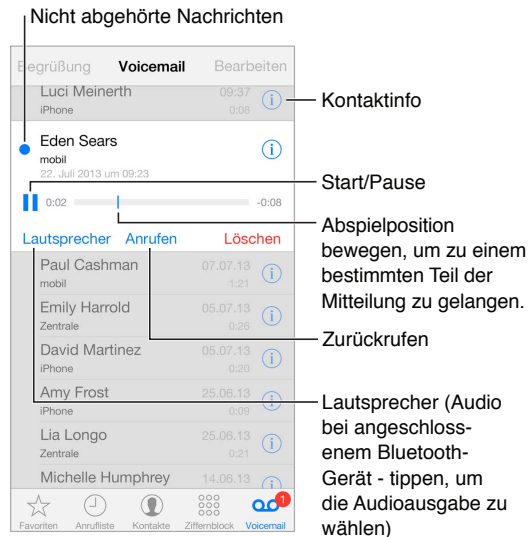 Nicht abgehörte Nachrichten
Begrüßung Voicemail Bearbeiten
Luci Meinerth 09:37
iPhone 0:08
Kontaktinfo
Eden Sears
mobil
22. Juli 2013 um 09:23
Start/Pause
0:02 -0:08
Abspielposition
bewegen, um zu einem
bestimmten Teil der
Mitteilung zu gelangen.
Lautsprecher Anrufen Löschen
Paul Cashman 07.07.13
mobil 1:21
Emily Harrold 05.07.13
Zentrale 0:26
Zurückrufen
David Martinez 05.07.13
iPhone 0:20
Amy Frost 25.06.13
iPhone 0:09
Lia Longo 25.06.13
Zentrale 0:21
Michelle Humphrey 14.06.13
Lautsprecher (Audio
bei angeschloss-
enem Bluetooth-
Gerät - tippen, um
die Audioausgabe zu
wählen)
1
Favoriten Anrufliste Kontakte Ziffernblock Voicemail